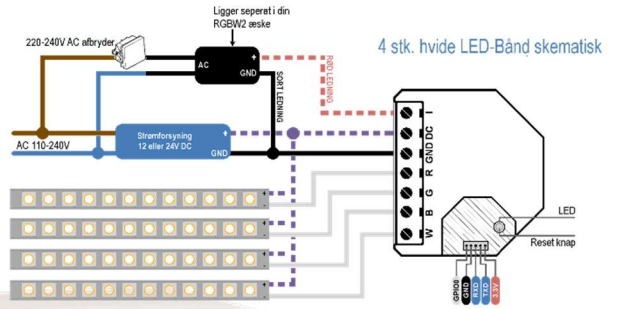 Ligger seperat i din
RGBW2 æske
220-240V AC afbryder
4 stk. hvide LED-Bånd skematisk
AC
+
GND
RØD LEDNING
SORT LEDNING
AC 110-240V
Strømforsyning
12 eller 24V DC
+
GND
I
DC
GND
R
G
B
W
+
-
+
-
+
-
+
-
LED
Reset knap
GPIO0
GND
RXD
TXD
3.3V